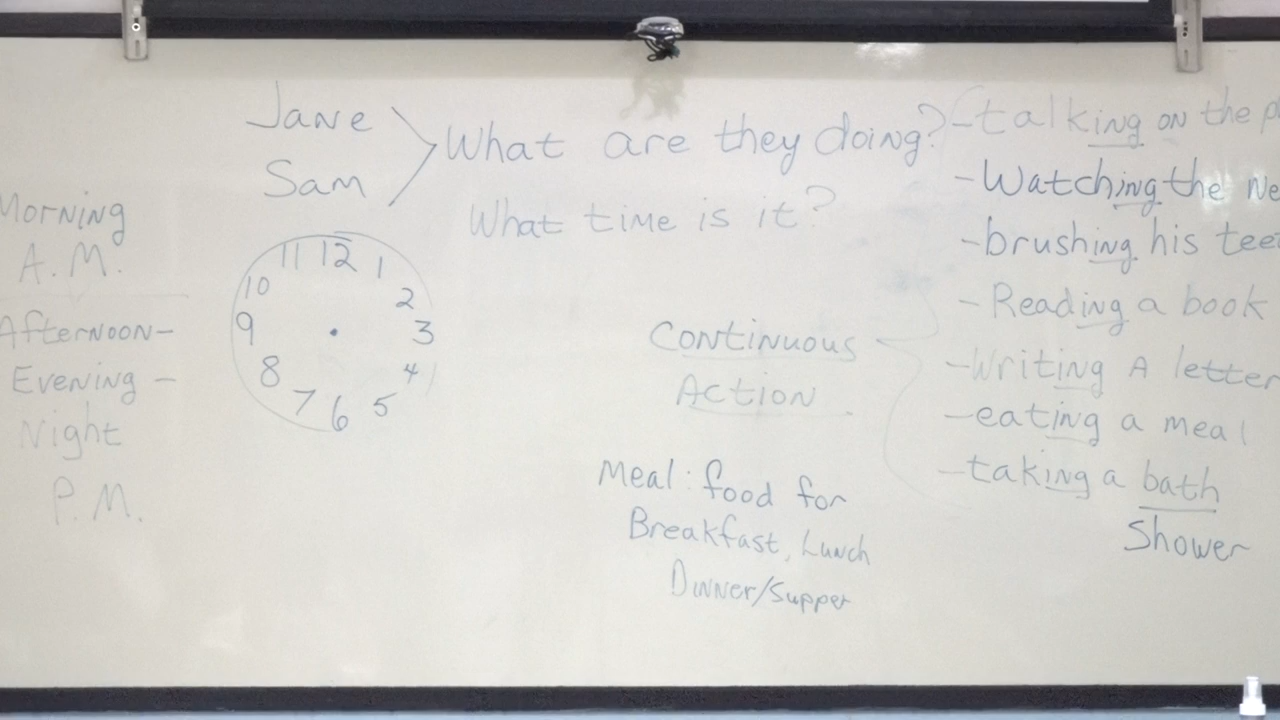 Jane
Sam
What are they doing?
What time is it?
Morning
A.M.
Afternoon-
Evening -
Night
P.M.
11 12 1
10 2
9 3
8 4
7 6 5
Continuous
Action
Meal: food for
Breakfast, Lunch
Dinner/Supper
-talking on the
-Watching the
-brushing his
-Reading a book
-Writing A letter
-eating a meal
-taking a bath
Shower